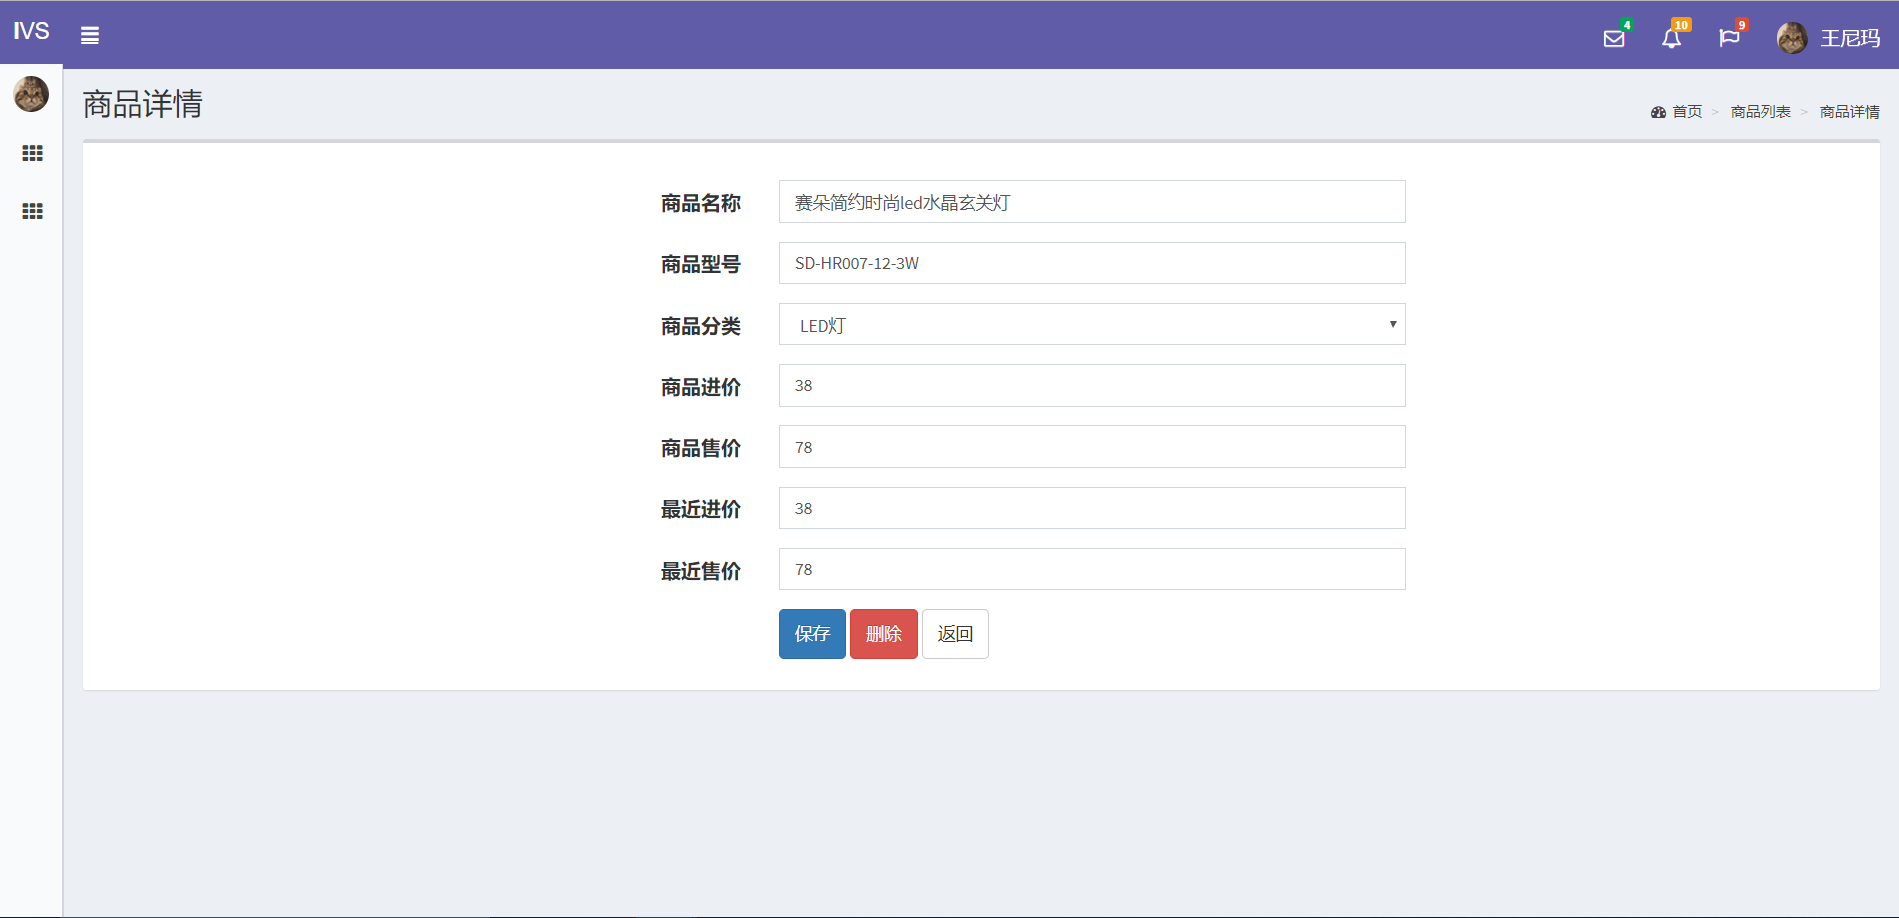 IVS
4
10
9
王尼玛
商品详情
首页 > 商品列表 > 商品详情
商品名称 赛朵简约时尚led水晶玄关灯
商品型号 SD-HR007-12-3W
商品分类 LED灯
商品进价 38
商品售价 78
最近进价 38
最近售价 78
保存 删除 返回